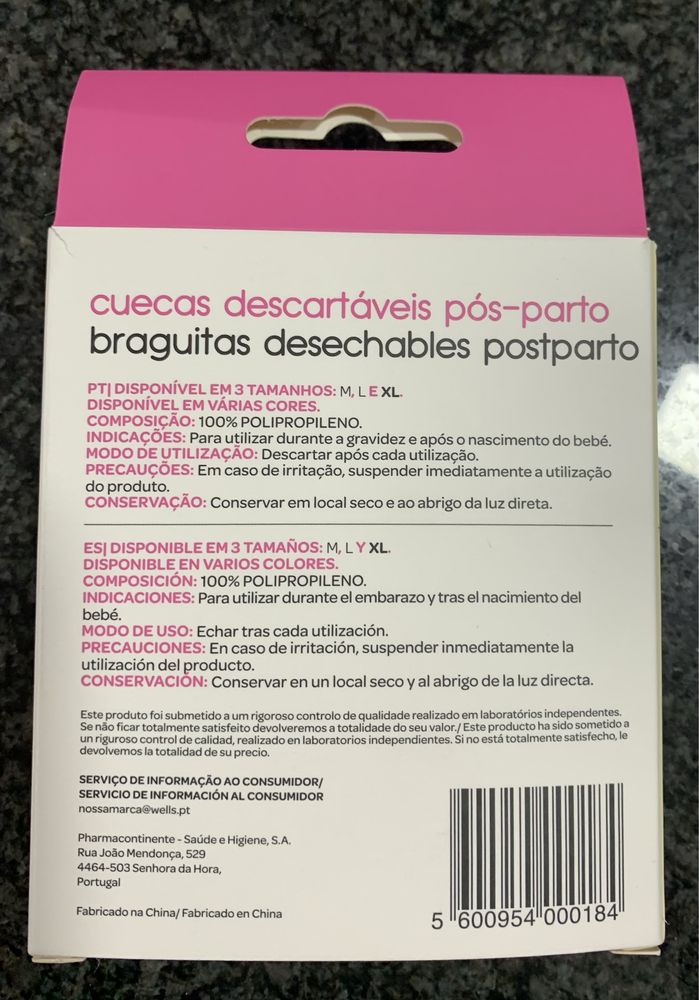 cuecas descartáveis pós-parto
braguitas desechables postparto
PT| DISPONÍVEL EM 3 TAMANHOS: M, L E XL.
DISPONÍVEL EM VÁRIAS CORES.
COMPOSIÇÃO: 100% POLIPROPILENO.
INDICAÇÕES: Para utilizar durante a gravidez e após o nascimento do bebé.
MODO DE UTILIZAÇÃO: Descartar após cada utilização.
PRECAUÇÕES: Em caso de irritação, suspender imediatamente a utilização
do produto.
CONSERVAÇÃO: Conservar em local seco e ao abrigo da luz direta.
ES| DISPONIBLE EM 3 TAMAÑOS: M, L Y XL.
DISPONIBLE EN VARIOS COLORES.
COMPOSICIÓN: 100% POLIPROPILENO.
INDICACIONES: Para utilizar durante el embarazo y tras el nacimiento del
bebé.
MODO DE USO: Echar tras cada utilización.
PRECAUCIONES: En caso de irritación, suspender inmediatamente la
utilización del producto.
CONSERVACIÓN: Conservar en un local seco y al abrigo de la luz directa.
Este produto foi submetido a um rigoroso controlo de qualidade realizado em laboratórios independentes.
Se não ficar totalmente satisfeito devolveremos a totalidade do seu valor./ Este producto ha sido sometido a
un riguroso control de calidad, realizado en laboratorios independientes. Si no está totalmente satisfecho, le
devolvemos la totalidad de su precio.
SERVIÇO DE INFORMAÇÃO AO CONSUMIDOR/
SERVICIO DE INFORMACIÓN AL CONSUMIDOR
nossamarca@wells.pt
Pharmacontinente - Saúde e Higiene, S.A.
Rua João Mendonça, 529
4464-503 Senhora da Hora,
Portugal
Fabricado na China/ Fabricado en China
5 600954 000184